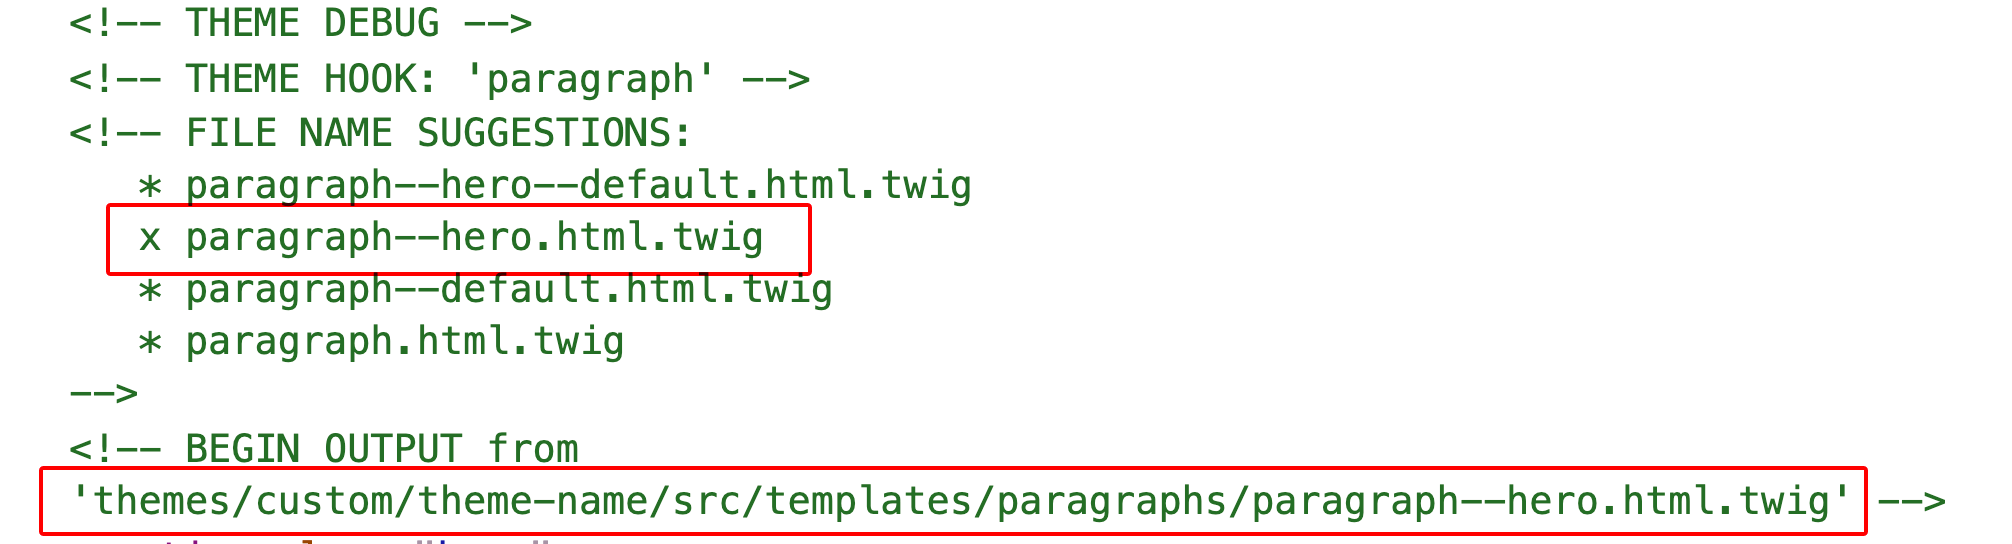 <!-- THEME DEBUG -->
<!-- THEME HOOK: 'paragraph' -->
<!-- FILE NAME SUGGESTIONS:
* paragraph--hero--default.html.twig
x paragraph--hero.html.twig
* paragraph--default.html.twig
* paragraph.html.twig
-->
<!-- BEGIN OUTPUT from
'themes/custom/theme-name/src/templates/paragraphs/paragraph--hero.html.twig' -->